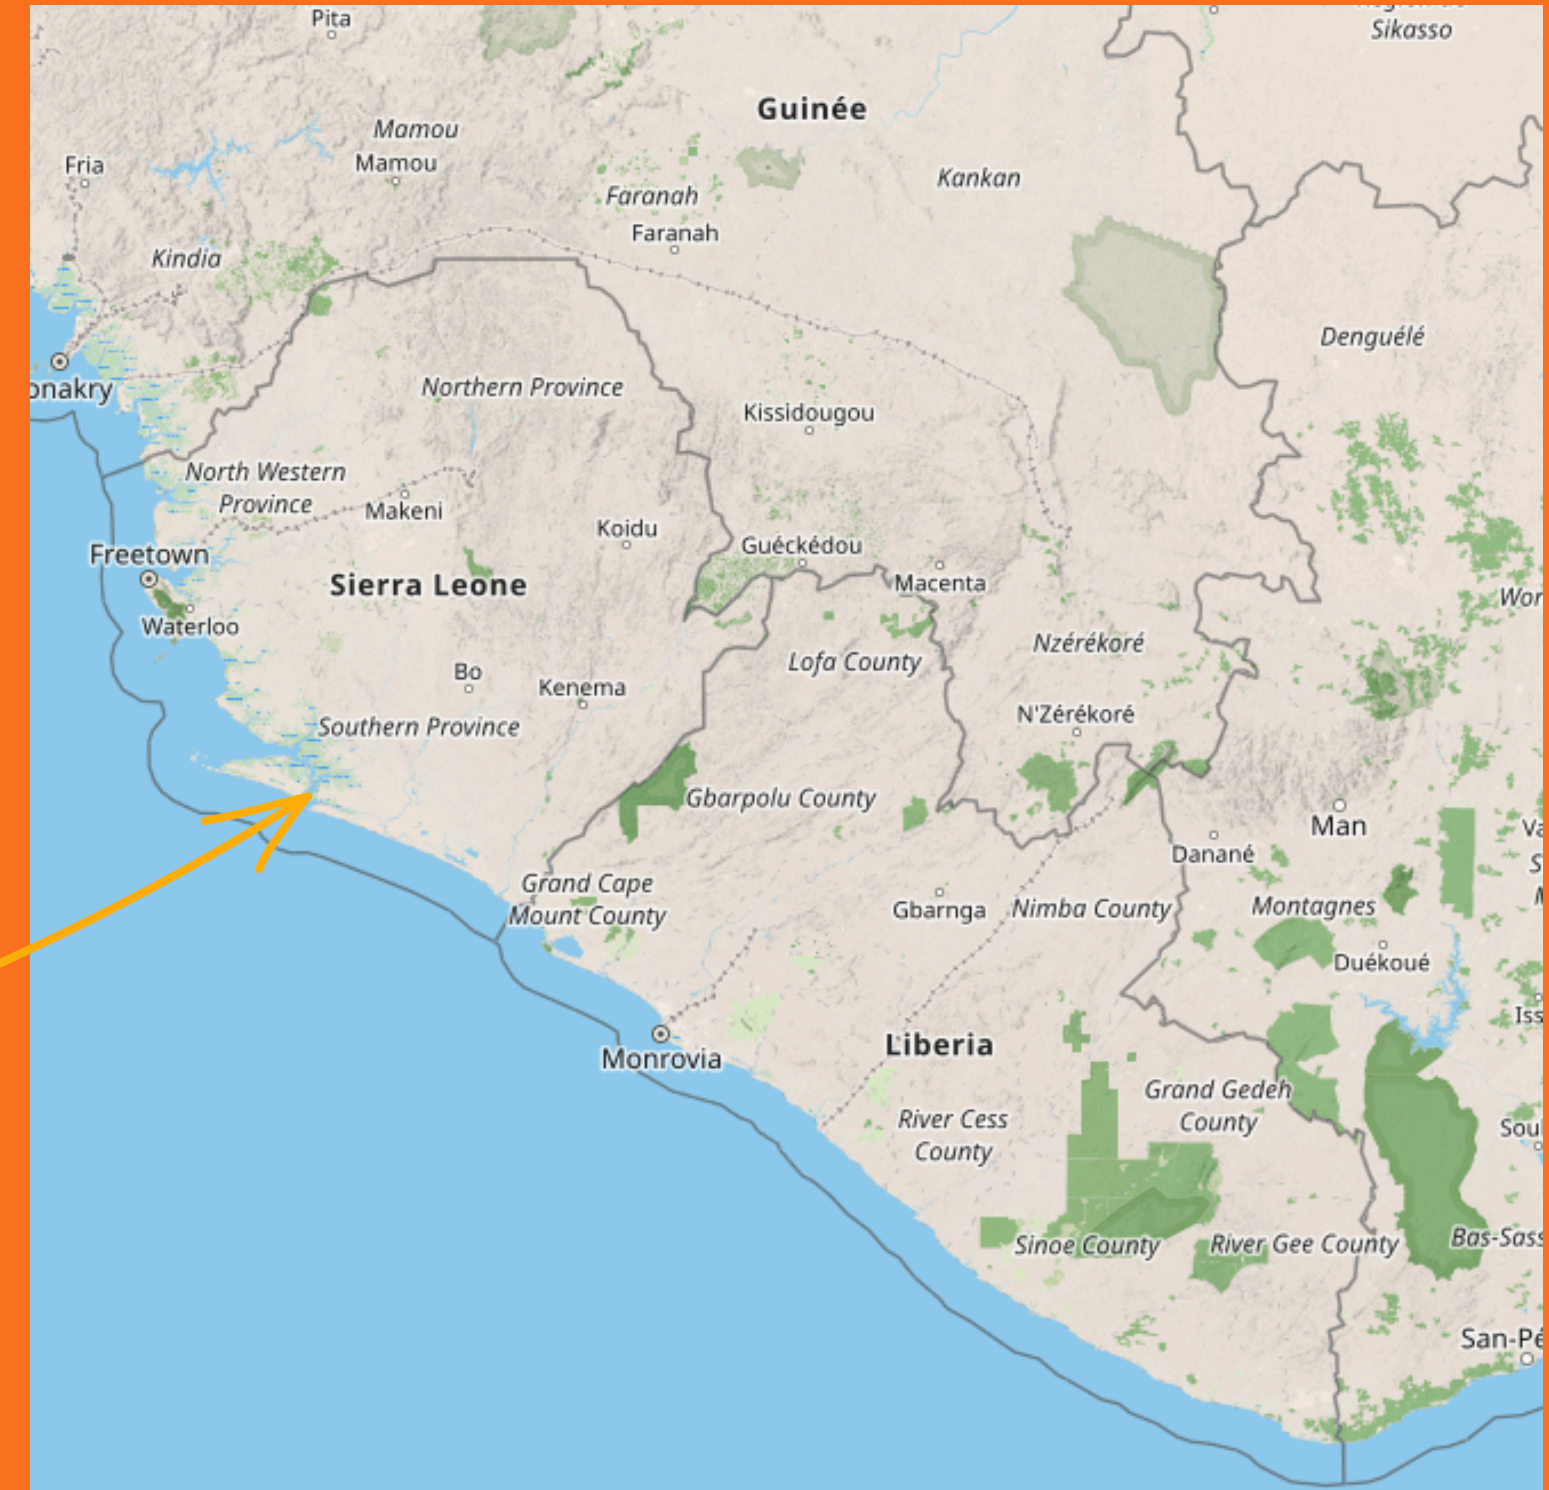 Pita
Sikasso
Guinée
Mamou
Mamou
Fria
Kankan
Faranah
Faranah
Kindia
Denguélé
onakry
Northern Province
Kissidougou
North Western
Province
Makeni
Koidu
Guéckédou
Freetown
Macenta
Sierra Leone
Wor
Waterloo
Nzérékoré
Lofa County
Bo
Kenema
N'Zérékoré
Southern Province
Gbarpolu County
Man
Danané
Grand Cape
Mount County
Gbarnga
Nimba County
Montagnes
Duékoué
Iss
Monrovia
Liberia
Grand Gedeh
County
River Cess
County
Sou
Sinoe County
River Gee County
Bas-Sass
San-Pé